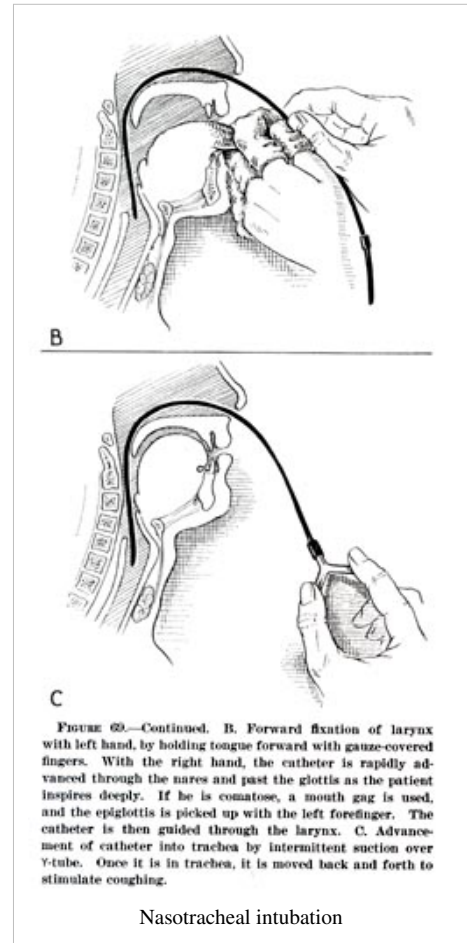 B
C
FIGURE 69.—Continued. B. Forward fixation of larynx
with left hand, by holding tongue forward with gauze-covered
fingers. With the right hand, the catheter is rapidly ad-
vanced through the nares and past the glottis as the patient
inspires deeply. If he is comatose, a mouth gag is used,
and the epiglottis is picked up with the left forefinger. The
catheter is then guided through the larynx. C. Advance-
ment of catheter into trachea by intermittent suction over
Y-tube. Once it is in trachea, it is moved back and forth to
stimulate coughing.
Nasotracheal intubation